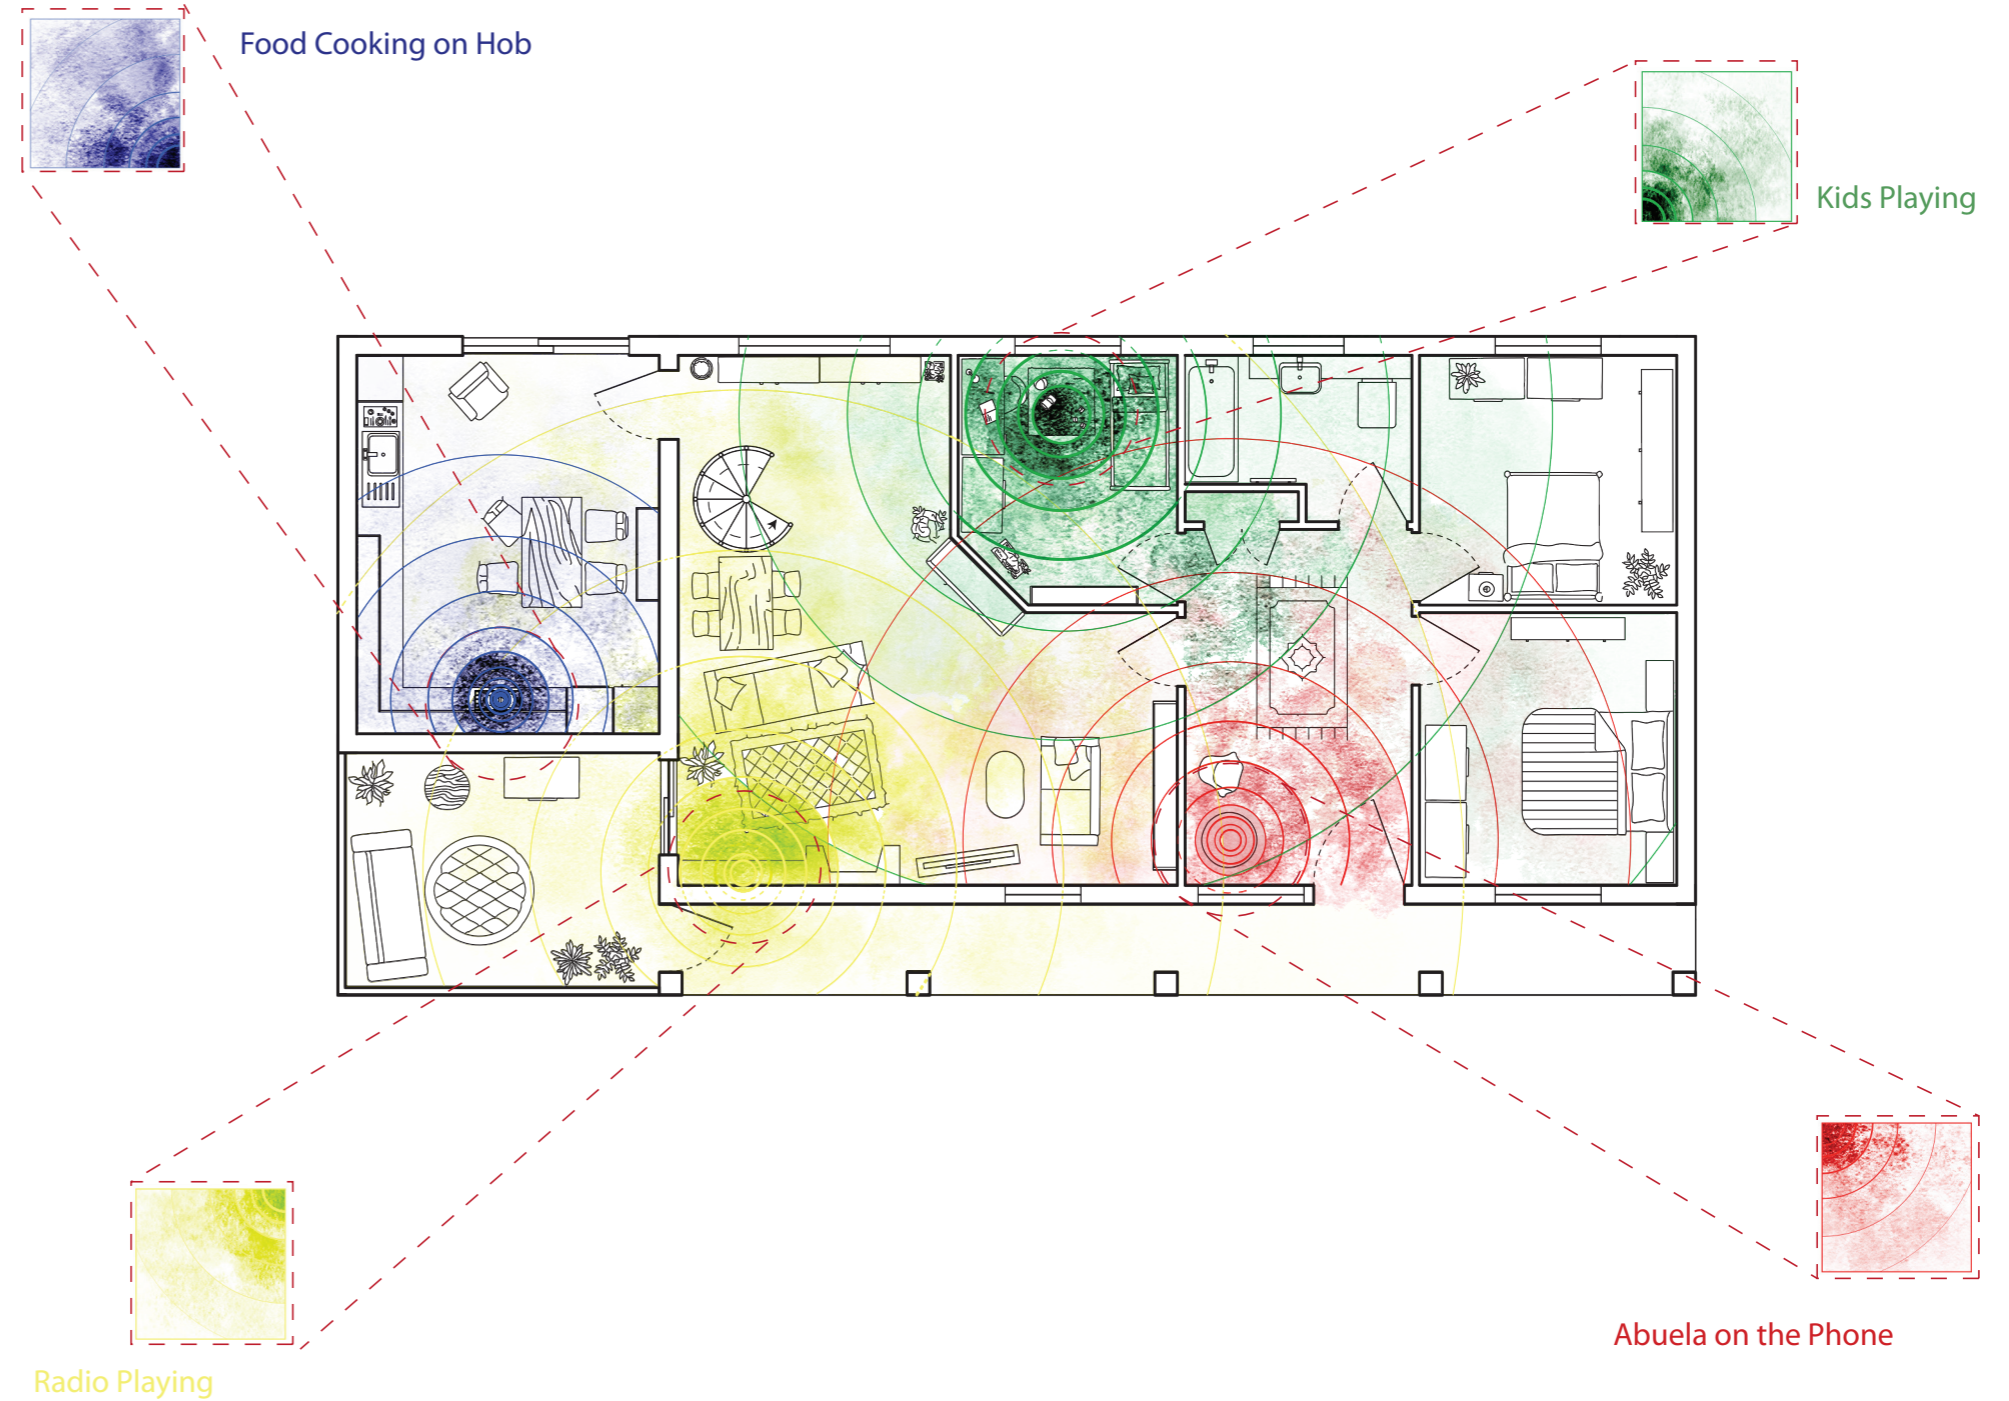 Food Cooking on Hob
Kids Playing
Abuela on the Phone
Radio Playing